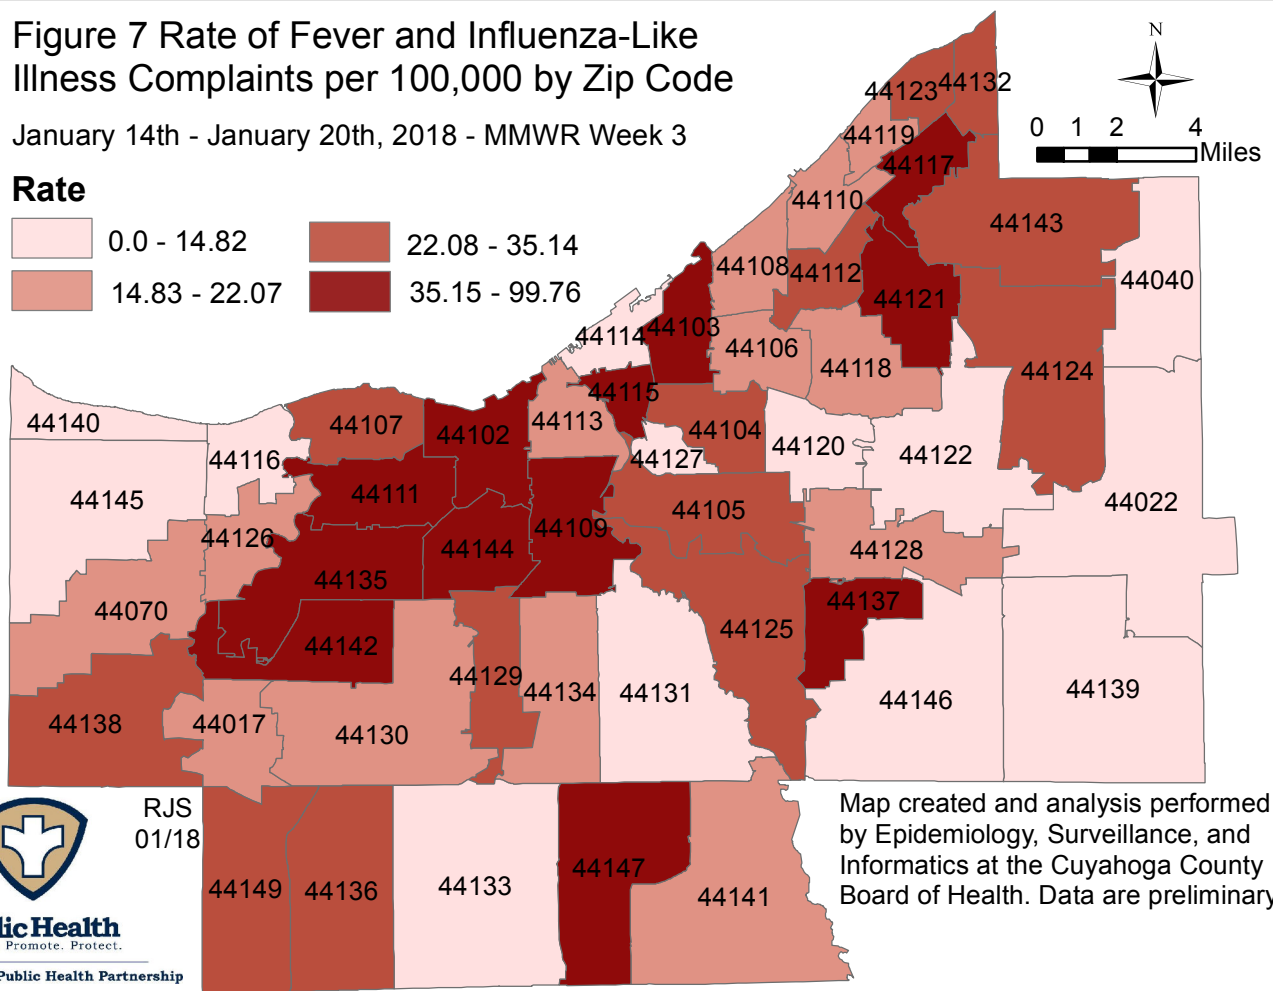 Figure 7 Rate of Fever and Influenza-Like
Illness Complaints per 100,000 by Zip Code
January 14th - January 20th, 2018 - MMWR Week 3
Rate
0.0 - 14.82
22.08 - 35.14
14.83 - 22.07
35.15 - 99.76
N
0 1 2 4
Miles
44123
44132
44119
44117
44110
44143
44108
44112
44040
44121
44114
44103
44106
44118
44124
44115
44140
44107
44102
44113
44104
44120
44122
44116
44127
44145
44111
44022
44105
44126
44144
44109
44128
44135
44070
44137
44142
44125
44129
44134
44131
44139
44146
44138
44017
44130
44149
44136
44133
44147
44141
RJS
01/18
lic Health
Promote. Protect.
Public Health Partnership
Map created and analysis performed
by Epidemiology, Surveillance, and
Informatics at the Cuyahoga County
Board of Health. Data are preliminary